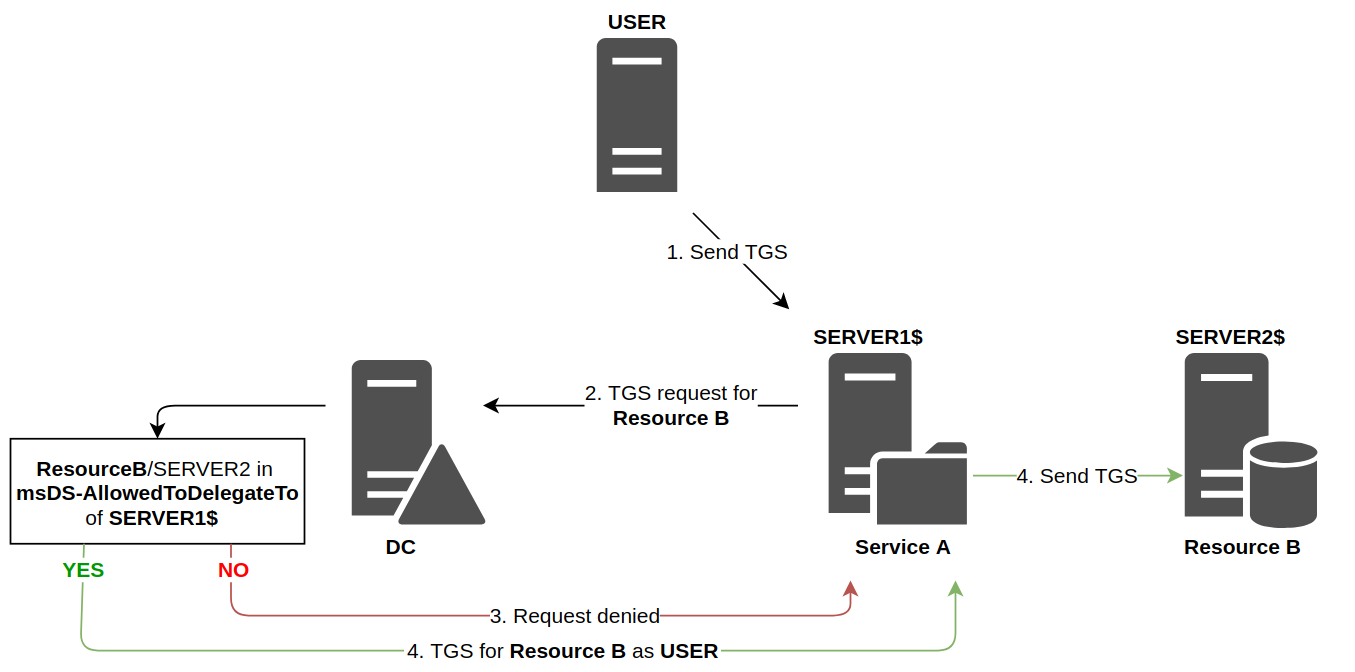 USER
1. Send TGS
SERVER1$
SERVER2$
2. TGS request for
Resource B
ResourceB/SERVER2 in
msDS-AllowedToDelegateTo
of SERVER1$
4. Send TGS
DC
Service A
Resource B
YES
NO
3. Request denied
4. TGS for Resource B as USER